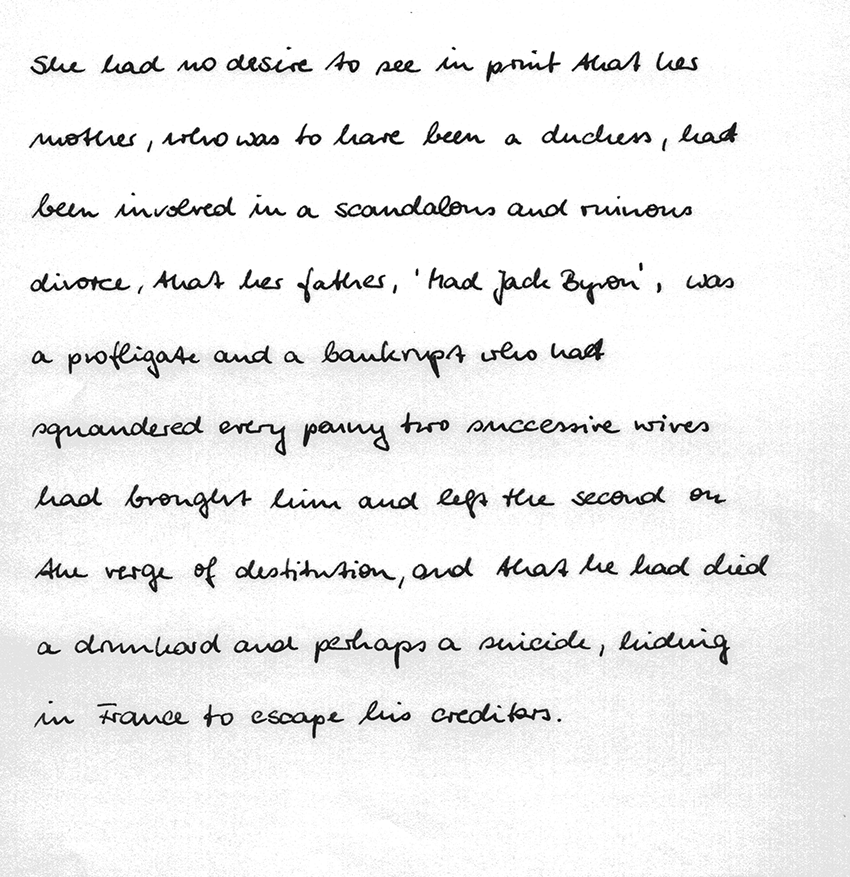 She had no desire to see in print that her
mother, who was to have been a duchess, had
been involved in a scandalous and ruinous
divorce, that her father, 'Mad Jack Byron', was
a profligate and a bankrupt who had
squandered every penny two successive wives
had brought him and left the second on
the verge of destitution, and that he had died
a drunkard and perhaps a suicide, hiding
in France to escape his creditors.